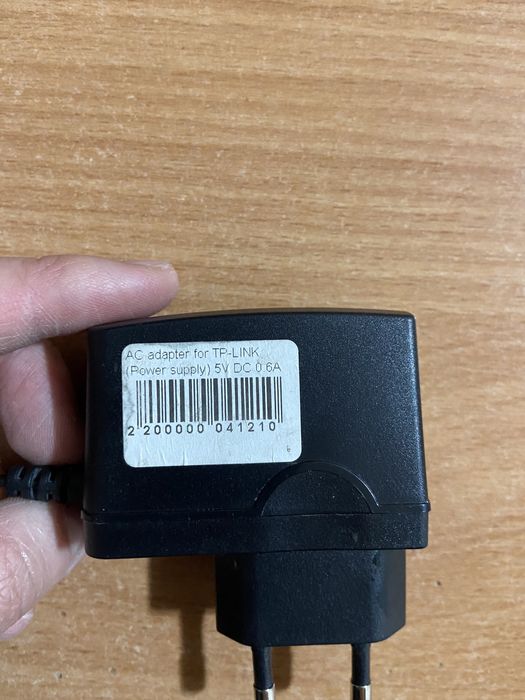 AC adapter for TP-LINK
(Power supply) 5V DC 0.6A
2 200000 041210